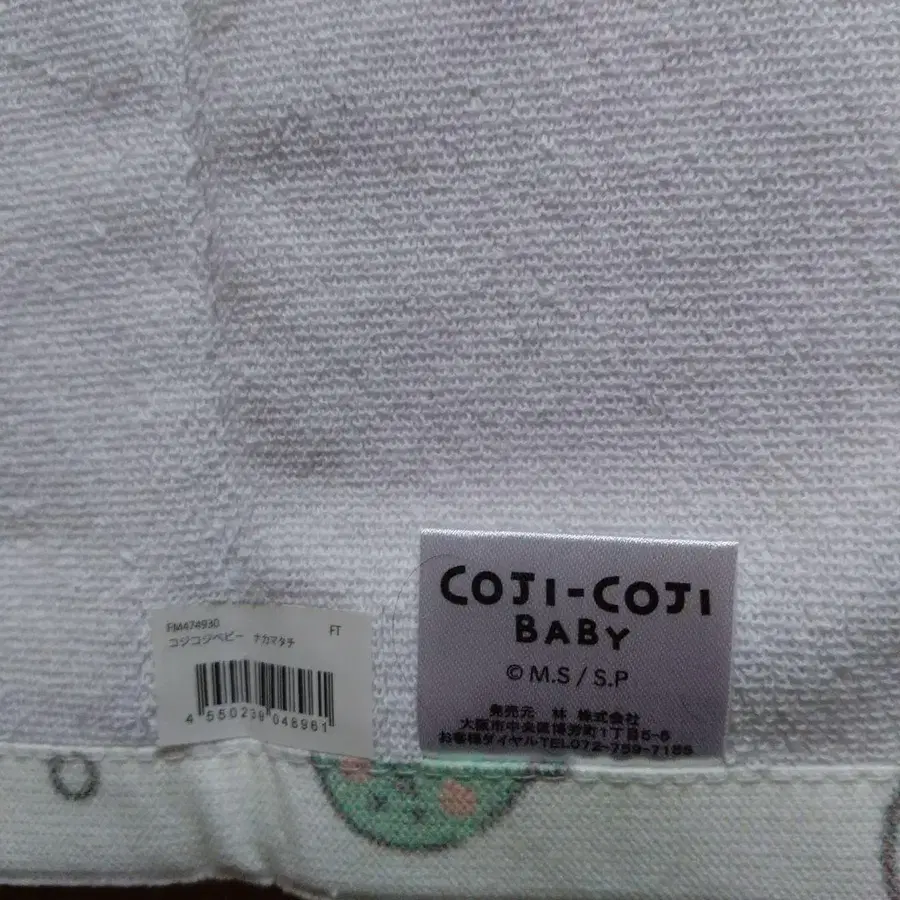 FM474930 FT
コジコジベビー ナカマタチ
4 550239 048961
COJI-COJI
BABY
© M.S / S.P
発売元 林 株式会社
大阪市中央区博労町1丁目5-6
お客様ダイヤルTEL072-759-7185